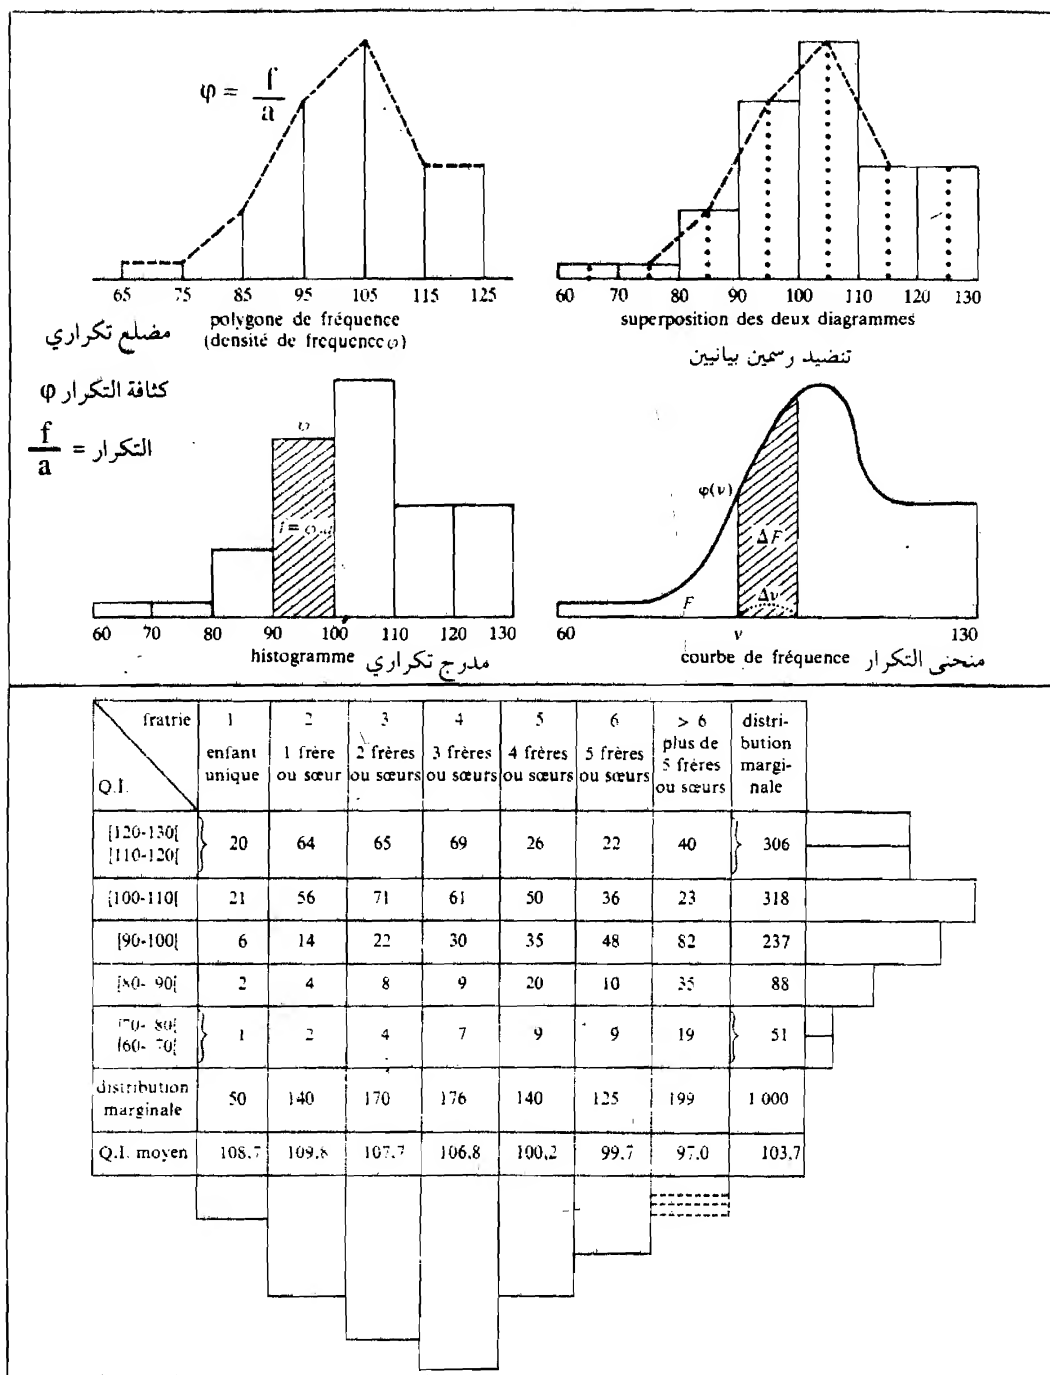 φ = f/a
65 75 85 95 105 115 125
polygone de fréquence
(densité de frequence φ)
مضلع تكراري
كثافة التكرار φ
التكرار = f/a
60 70 80 90 100 110 120 130
superposition des deux diagrammes
تنضيد رسمين بيانيين
φ
60 70 80 90 100 110 120 130
histogramme مدرج تكراري
φ(ν)
ΔF
F
Δν
60 ν 130
courbe de fréquence منحنى التكرار
fratrie 1 2 3 4 5 6 > 6 distri-
enfant 1 frère 2 frères 3 frères 4 frères 5 frères plus de bution
unique ou sœur ou sœurs ou sœurs ou sœurs ou sœurs 5 frères margi-
Q.I. ou sœurs nale
[120-130[
[110-120[ 20 64 65 69 26 22 40 306
[100-110[ 21 56 71 61 50 36 23 318
[90-100[ 6 14 22 30 35 48 82 237
[80- 90[ 2 4 8 9 20 10 35 88
[70- 80[
[60- 70[ 1 2 4 7 9 9 19 51
distribution
marginale 50 140 170 176 140 125 199 1 000
Q.I. moyen 108,7 109,8 107,7 106,8 100,2 99,7 97,0 103,7